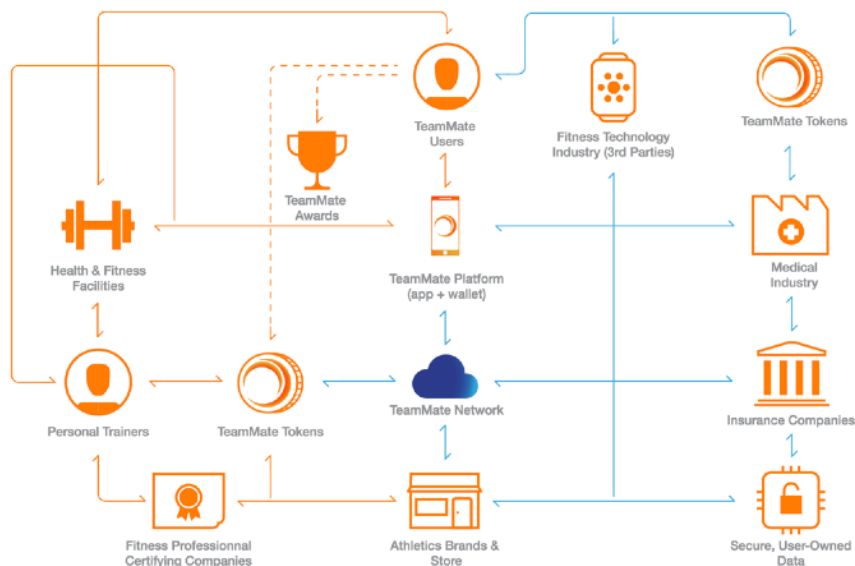 TeamMate
Users
Fitness Technology
Industry (3rd Parties)
TeamMate Tokens
TeamMate
Awards
Health & Fitness
Facilities
TeamMate Platform
(app + wallet)
Medical
Industry
Personal Trainers
TeamMate Tokens
TeamMate Network
Insurance Companies
Fitness Professionnal
Certifying Companies
Athletics Brands &
Store
Secure, User-Owned
Data